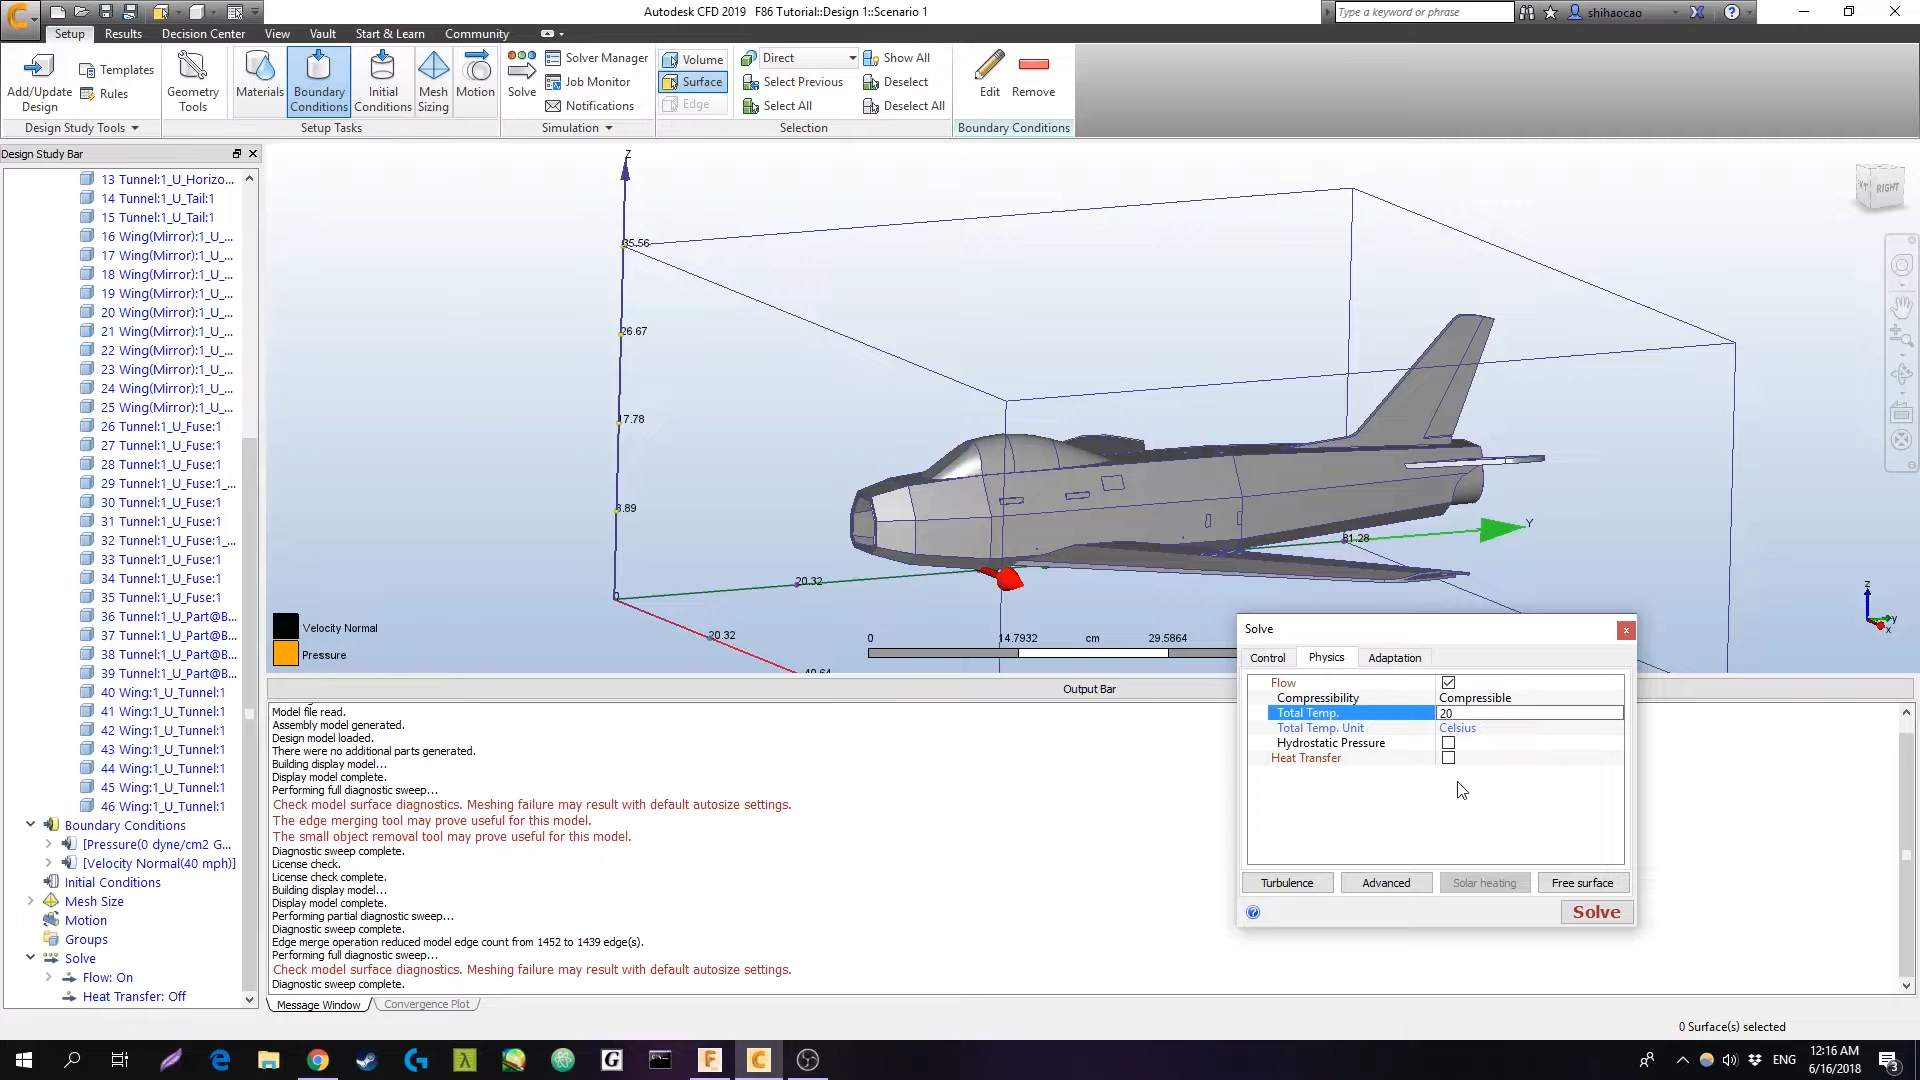 Autodesk CFD 2019 F86 Tutorial::Design 1::Scenario 1
Type a keyword or phrase
shihaocao
Setup
Results
Decision Center
View
Vault
Start & Learn
Community
Add/Update
Design
Templates
Rules
Geometry
Tools
Materials
Boundary
Conditions
Initial
Conditions
Mesh
Sizing
Motion
Solve
Solver Manager
Job Monitor
Notifications
Volume
Surface
Edge
Direct
Select Previous
Select All
Show All
Deselect
Deselect All
Edit
Remove
Design Study Tools
Setup Tasks
Simulation
Selection
Boundary Conditions
Design Study Bar
13 Tunnel:1_U_Horizo...
14 Tunnel:1_U_Tail:1
15 Tunnel:1_U_Tail:1
16 Wing(Mirror):1_U_...
17 Wing(Mirror):1_U_...
18 Wing(Mirror):1_U_...
19 Wing(Mirror):1_U_...
20 Wing(Mirror):1_U_...
21 Wing(Mirror):1_U_...
22 Wing(Mirror):1_U_...
23 Wing(Mirror):1_U_...
24 Wing(Mirror):1_U_...
25 Wing(Mirror):1_U_...
26 Tunnel:1_U_Fuse:1
27 Tunnel:1_U_Fuse:1
28 Tunnel:1_U_Fuse:1
29 Tunnel:1_U_Fuse:1_...
30 Tunnel:1_U_Fuse:1
31 Tunnel:1_U_Fuse:1
32 Tunnel:1_U_Fuse:1_...
33 Tunnel:1_U_Fuse:1
34 Tunnel:1_U_Fuse:1
35 Tunnel:1_U_Fuse:1
36 Tunnel:1_U_Part@B...
37 Tunnel:1_U_Part@B...
38 Tunnel:1_U_Part@B...
39 Tunnel:1_U_Part@B...
40 Wing:1_U_Tunnel:1
41 Wing:1_U_Tunnel:1
42 Wing:1_U_Tunnel:1
43 Wing:1_U_Tunnel:1
44 Wing:1_U_Tunnel:1
45 Wing:1_U_Tunnel:1
46 Wing:1_U_Tunnel:1
Boundary Conditions
[Pressure(0 dyne/cm2 G...
[Velocity Normal(40 mph)]
Initial Conditions
Mesh Size
Motion
Groups
Solve
Flow: On
Heat Transfer: Off
Z
35.56
26.67
17.78
8.89
0
20.32
20.32
81.28
Y
RIGHT
z
y
x
Velocity Normal
Pressure
0
14.7932
cm
29.5864
Output Bar
Model file read.
Assembly model generated.
Design model loaded.
There were no additional parts generated.
Building display model...
Display model complete.
Performing full diagnostic sweep...
Check model surface diagnostics. Meshing failure may result with default autosize settings.
The edge merging tool may prove useful for this model.
The small object removal tool may prove useful for this model.
Diagnostic sweep complete.
License check.
License check complete.
Building display model...
Display model complete.
Performing partial diagnostic sweep...
Diagnostic sweep complete.
Edge merge operation reduced model edge count from 1452 to 1439 edge(s).
Performing full diagnostic sweep...
Check model surface diagnostics. Meshing failure may result with default autosize settings.
Diagnostic sweep complete.
Message Window
Convergence Plot
Solve
Control
Physics
Adaptation
Flow
Compressibility
Compressible
Total Temp.
20
Total Temp. Unit
Celsius
Hydrostatic Pressure
Heat Transfer
Turbulence
Advanced
Solar heating
Free surface
Solve
0 Surface(s) selected
ENG
12:16 AM
6/16/2018
3